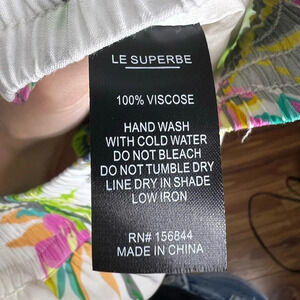 LE SUPERBE
100% VISCOSE
HAND WASH
WITH COLD WATER
DO NOT BLEACH
DO NOT TUMBLE DRY
LINE DRY IN SHADE
LOW IRON
RN# 156844
MADE IN CHINA